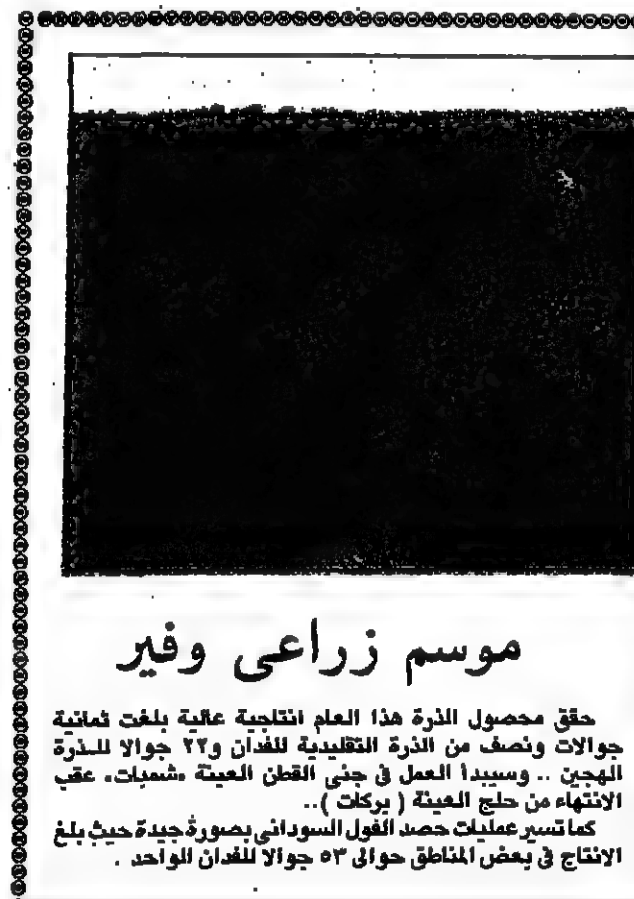 موسم زراعى وفير
حقق محصول الذرة هذا العام انتاجية عالية بلغت ثمانية
جوالات ونصف من الذرة التقليدية للفدان و٢٢ جوالا للذرة
الهجين .. وسيبدأ العمل فى جنى القطن العينة «شمبات» عقب
الانتهاء من حلج العينة ( بركات )..
كما تسير عمليات حصد الفول السودانى بصورة جيدة حيث بلغ
الانتاج فى بعض المناطق حوالى ٥٣ جوالا للفدان الواحد .